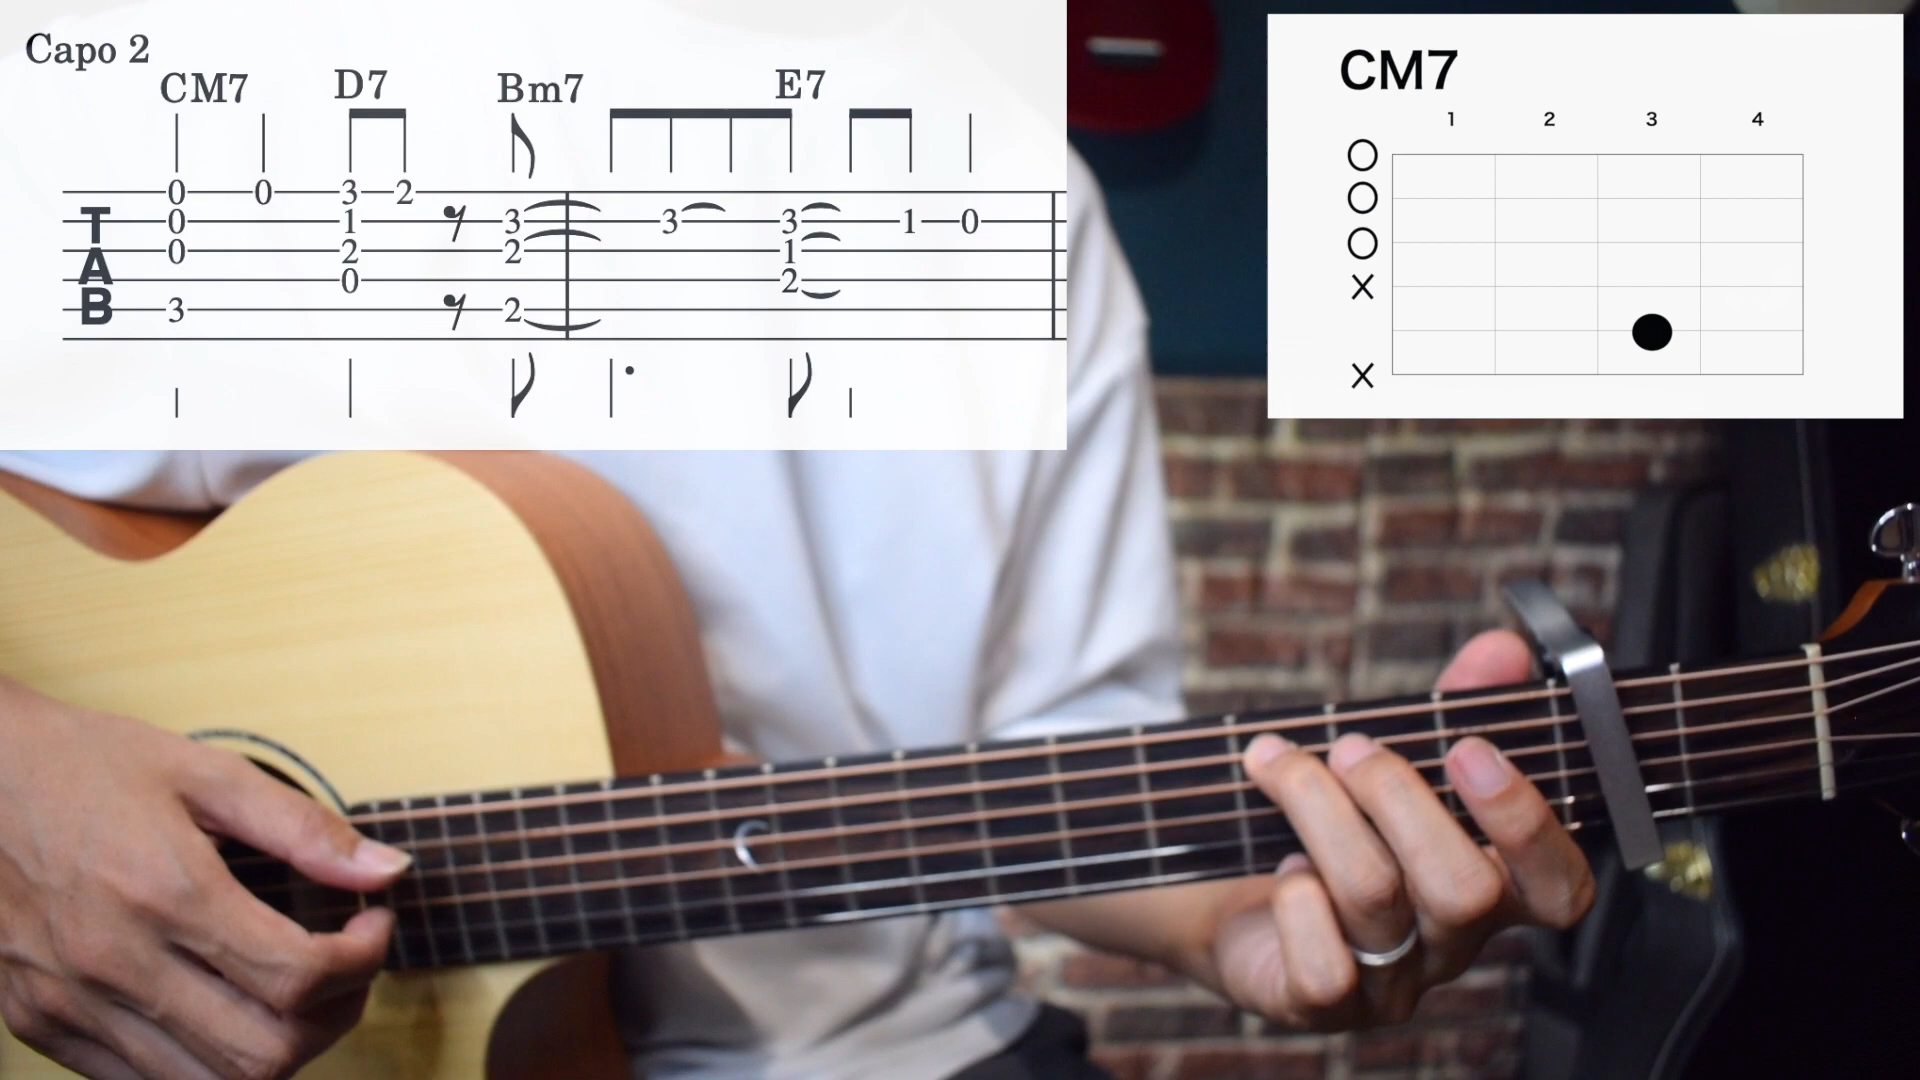 Capo 2
CM7 D7 Bm7 E7
0 0 3 2
T 0 1 3 3 3 1 0
A 0 2 2 1
0 2
B 3 2
CM7
1 2 3 4
O
O
O
X
X